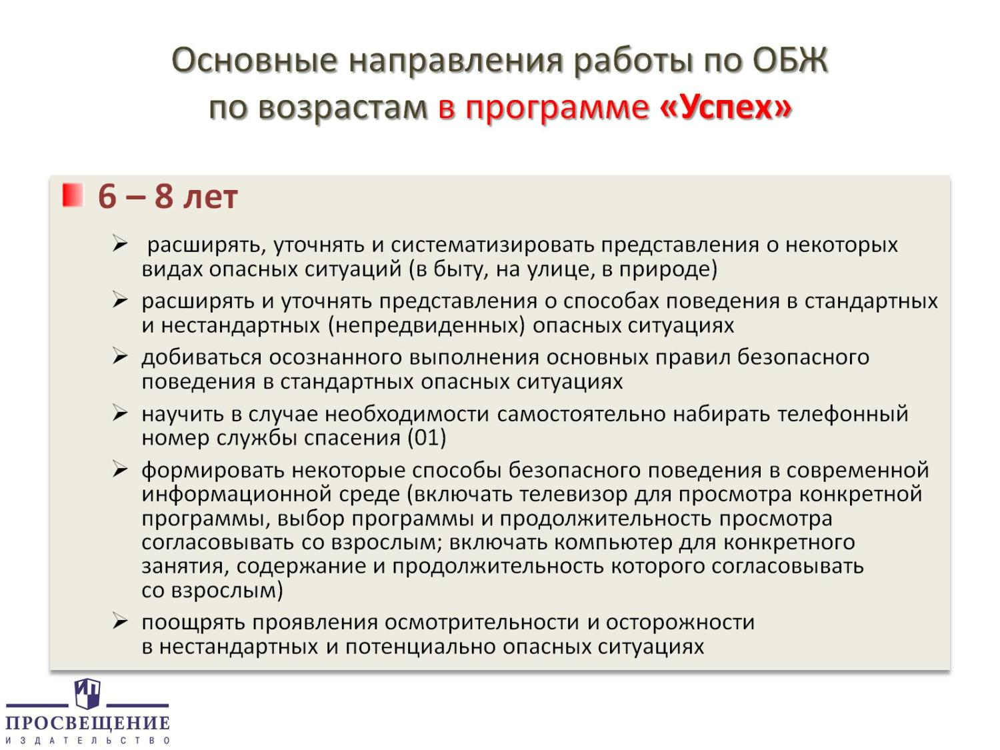 Основные направления работы по ОБЖ
по возрастам в программе «Успех»
6 – 8 лет
расширять, уточнять и систематизировать представления о некоторых
видах опасных ситуаций (в быту, на улице, в природе)
расширять и уточнять представления о способах поведения в стандартных
и нестандартных (непредвиденных) опасных ситуациях
добиваться осознанного выполнения основных правил безопасного
поведения в стандартных опасных ситуациях
научить в случае необходимости самостоятельно набирать телефонный
номер службы спасения (01)
формировать некоторые способы безопасного поведения в современной
информационной среде (включать телевизор для просмотра конкретной
программы, выбор программы и продолжительность просмотра
согласовывать со взрослым; включать компьютер для конкретного
занятия, содержание и продолжительность которого согласовывать
со взрослым)
поощрять проявления осмотрительности и осторожности
в нестандартных и потенциально опасных ситуациях
ИП
ПРОСВЕЩЕНИЕ
ИЗДАТЕЛЬСТВО